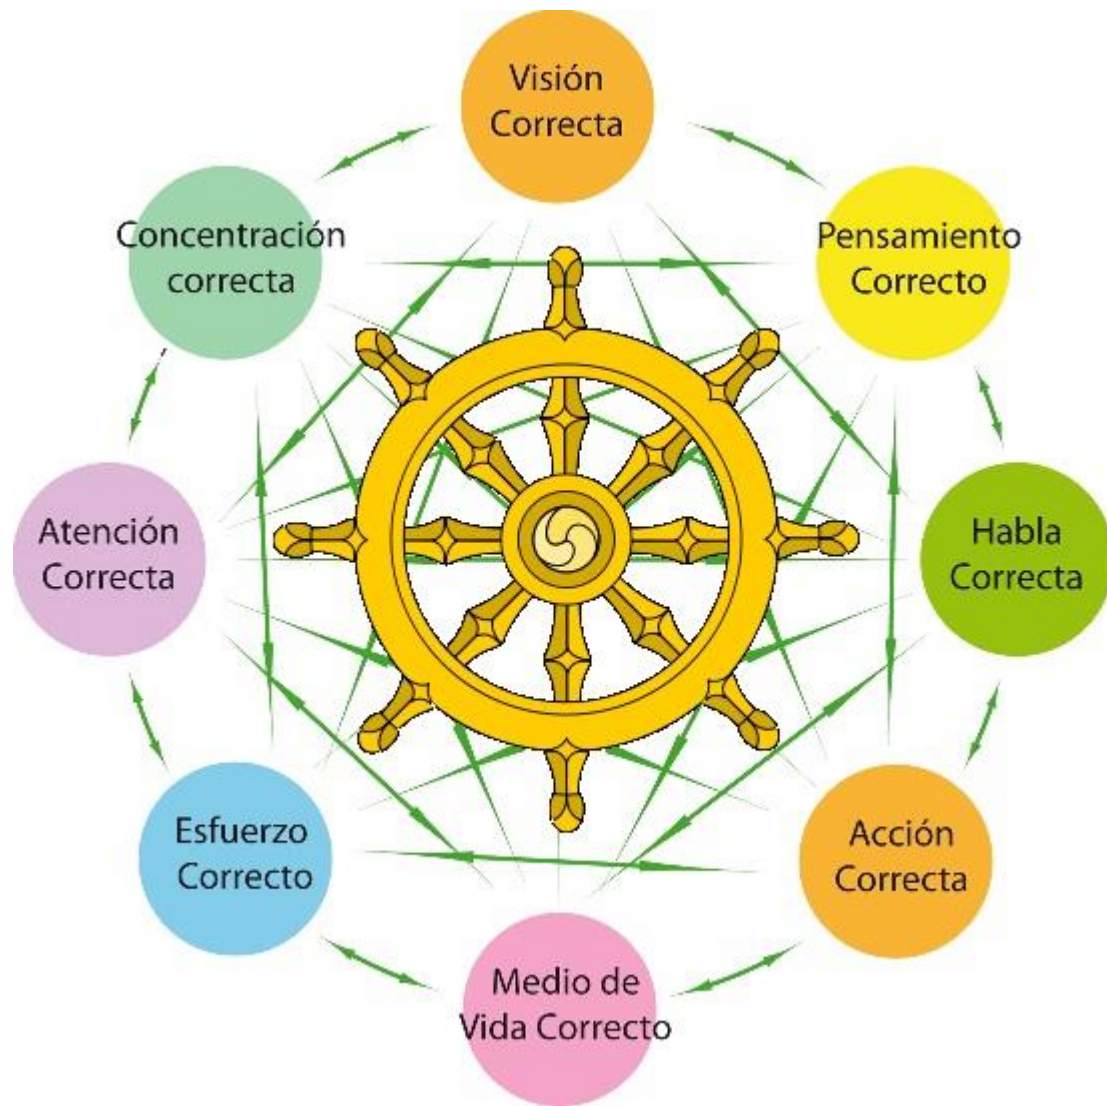 Visión
Correcta
Pensamiento
Correcto
Habla
Correcta
Acción
Correcta
Medio de
Vida Correcto
Esfuerzo
Correcto
Atención
Correcta
Concentración
correcta